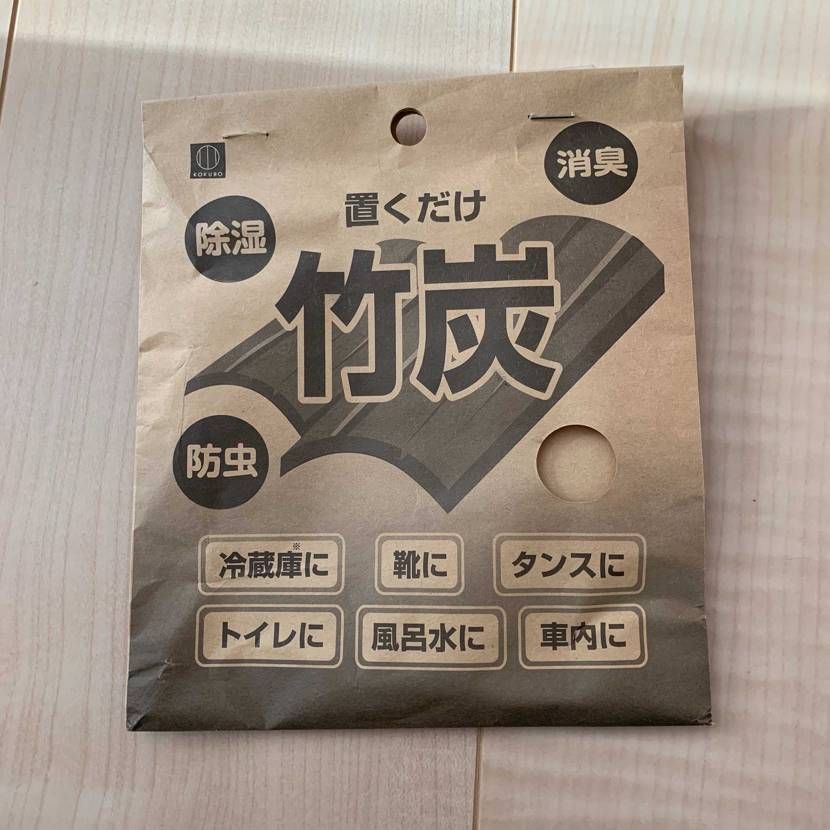 KOKUBO
消臭
置くだけ
除湿
竹炭
防虫
冷蔵庫に※
靴に
タンスに
トイレに
風呂水に
車内に